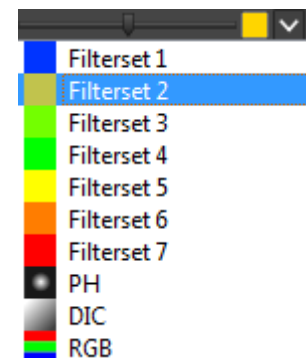 Filterset 1
Filterset 2
Filterset 3
Filterset 4
Filterset 5
Filterset 6
Filterset 7
PH
DIC
RGB